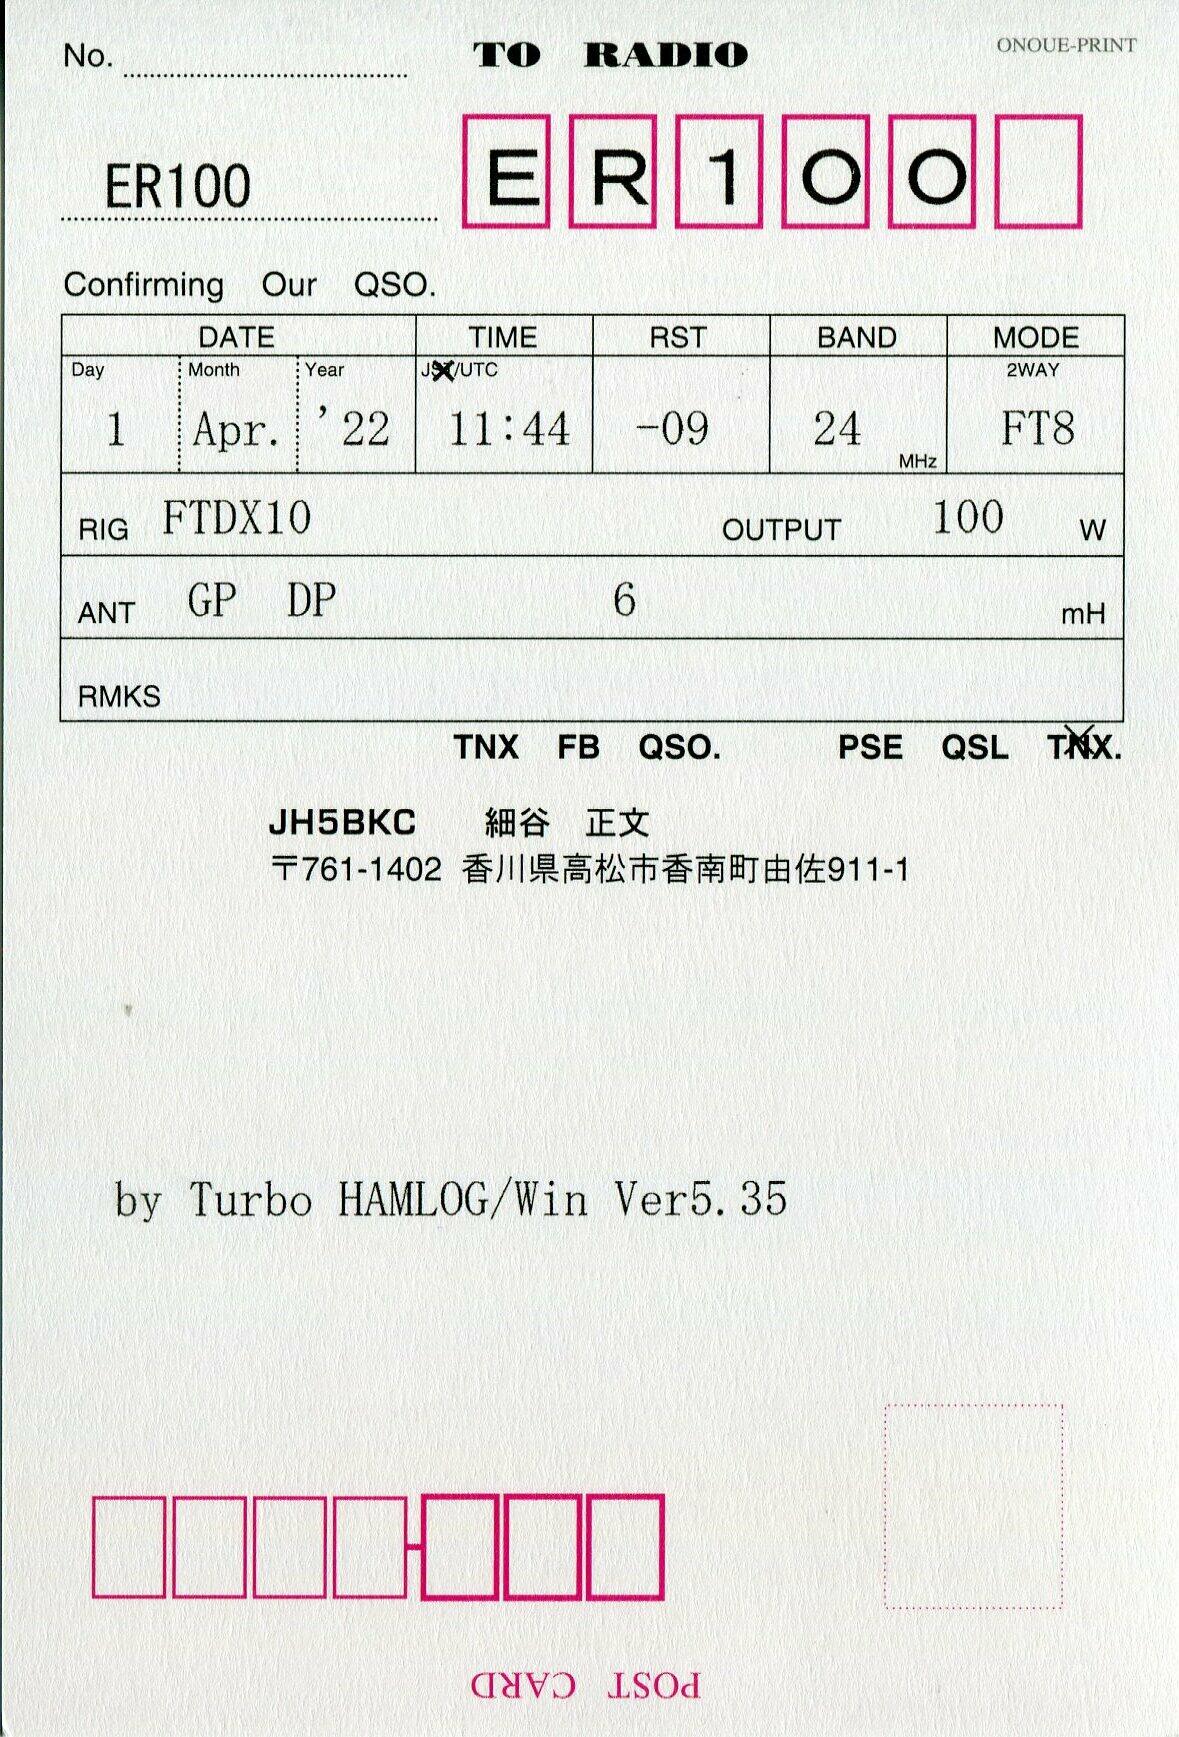 No.
TO RADIO
ONOUE-PRINT
ER100
ER100
Confirming Our QSO.
DATE TIME RST BAND MODE
Day Month Year JST/UTC 2WAY
1 Apr. '22 11:44 -09 24 MHz FT8
RIG FTDX10 OUTPUT 100 W
ANT GP DP 6 mH
RMKS
TNX FB QSO. PSE QSL TNX.
JH5BKC 細谷 正文
〒761-1402 香川県高松市香南町由佐911-1
by Turbo HAMLOG/Win Ver5.35
POST CARD